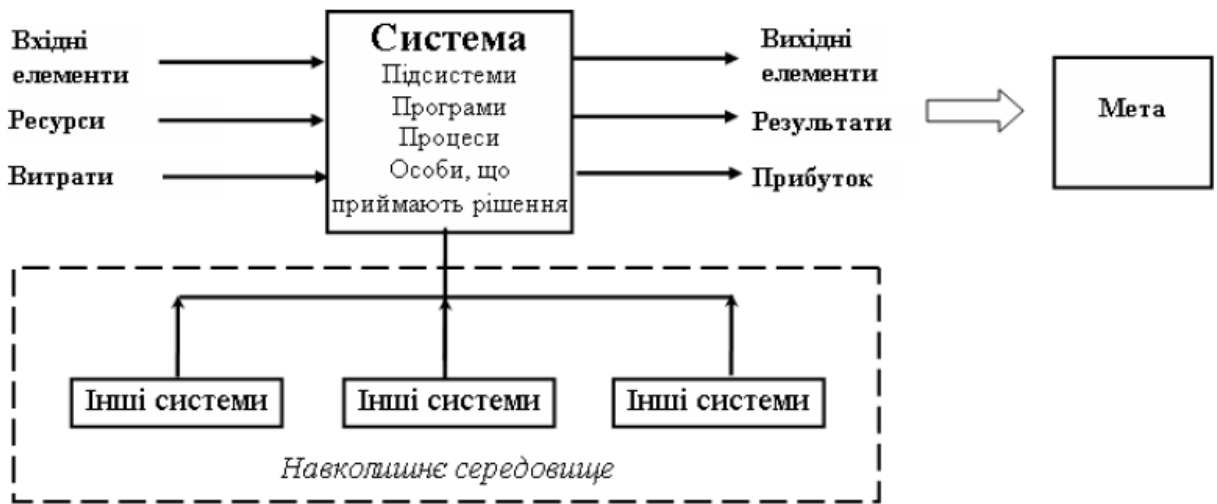 Вхідні
елементи
Ресурси
Витрати
Система
Підсистеми
Програми
Процеси
Особи, що
приймають рішення
Вихідні
елементи
Результати
Прибуток
Мета
Інші системи
Інші системи
Інші системи
Навколишнє середовище